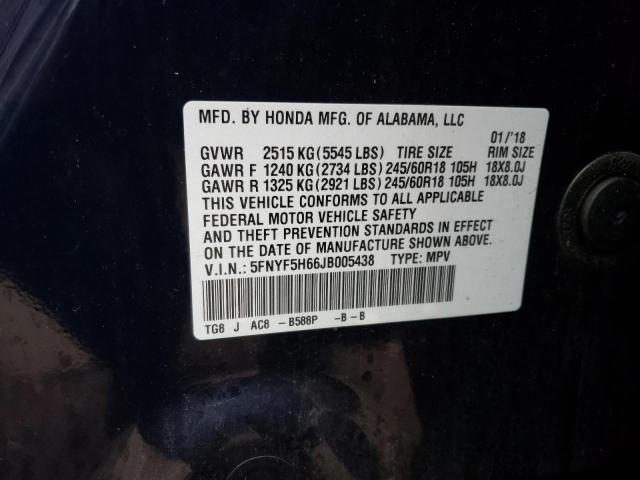 MFD. BY HONDA MFG. OF ALABAMA, LLC
01/'18
GVWR 2515 KG (5545 LBS) TIRE SIZE RIM SIZE
GAWR F 1240 KG (2734 LBS) 245/60R18 105H 18X8.0J
GAWR R 1325 KG (2921 LBS) 245/60R18 105H 18X8.0J
THIS VEHICLE CONFORMS TO ALL APPLICABLE
FEDERAL MOTOR VEHICLE SAFETY
AND THEFT PREVENTION STANDARDS IN EFFECT
ON THE DATE OF MANUFACTURE SHOWN ABOVE.
V.I.N.: 5FNYF5H66JB005438 TYPE: MPV
TG8 J AC8 - B588P -B-B